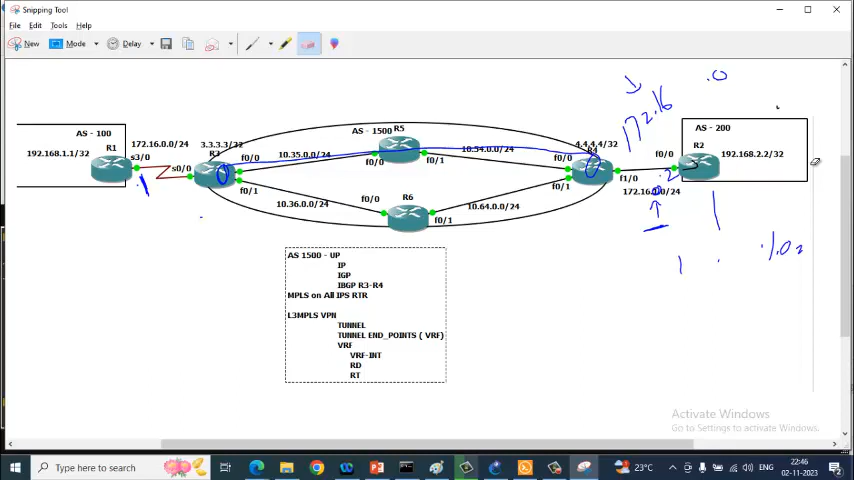 Snipping Tool
File Edit Tools Help
New Mode Delay
172.16
.0
AS - 100
AS - 1500
R5
AS - 200
R1
172.16.0.0/24
3.3.3.3/32
4.4.4.4/32
R2
192.168.1.1/32
s3/0
s0/0
f0/0
10.35.0.0/24
f0/0
f0/1
10.54.0.0/24
f0/0
f0/0
192.168.2.2/32
.1
f0/1
f0/1
f1/0
.2
10.36.0.0/24
f0/0
R6
f0/1
10.64.0.0/24
AS 1500 - UP
IP
IGP
IBGP R3-R4
MPLS on All IPS RTR
L3MPLS VPN
TUNNEL
TUNNEL END_POINTS ( VRF)
VRF
VRF-INT
RD
RT
Activate Windows
Go to Settings to activate Windows.
Type here to search
23°C
ENG
22:46
02-11-2023